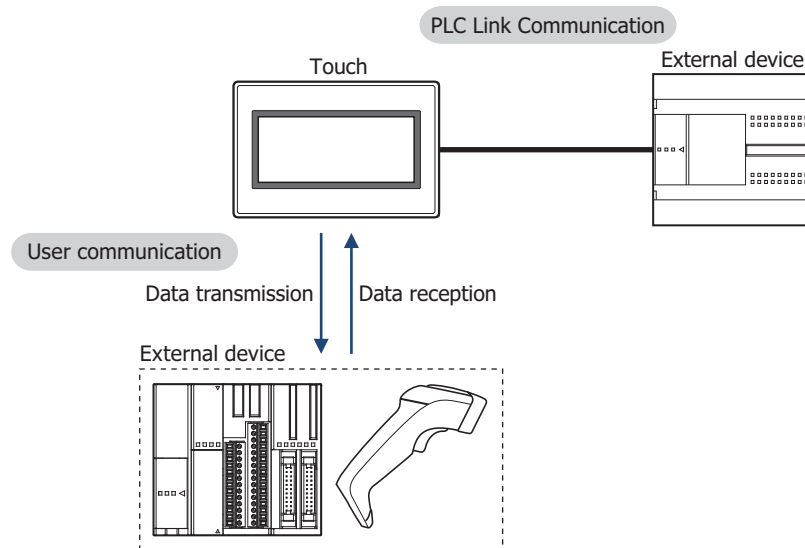 PLC Link Communication
Touch
External device
User communication
Data transmission
Data reception
External device